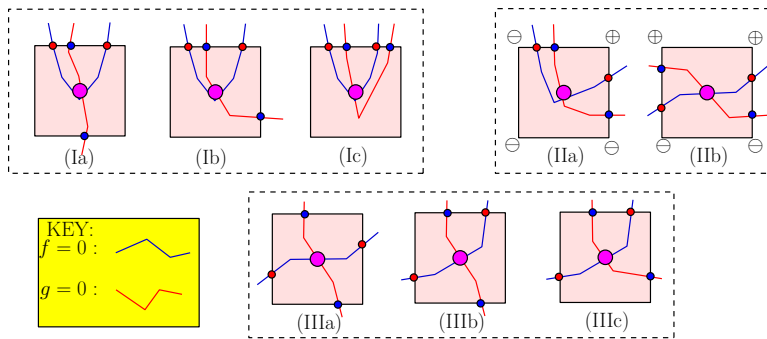 ⊖ ⊕ ⊕ ⊕
(Ia) (Ib) (Ic)
⊖ ⊖ ⊖ ⊖
(IIa) (IIb)
KEY:
f = 0 :
g = 0 :
(IIIa) (IIIb) (IIIc)